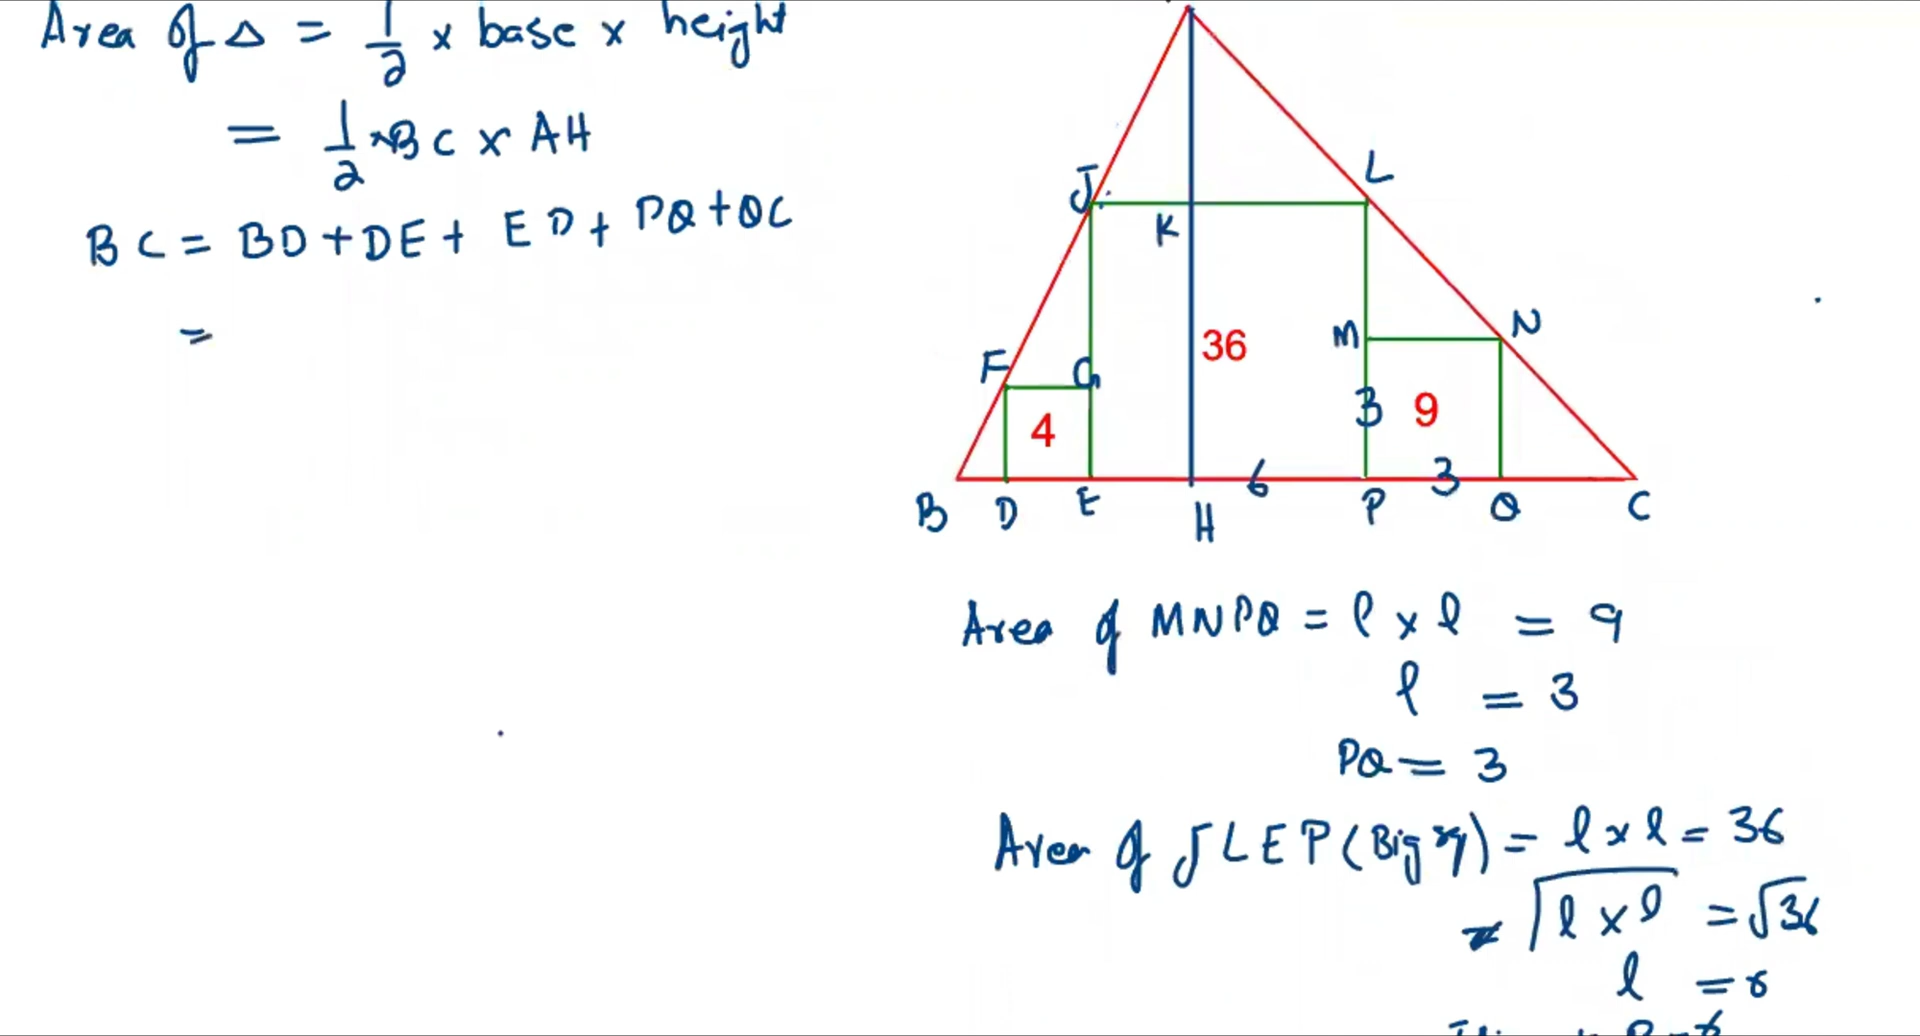 Area of Δ = 1/2 x base x height
= 1/2 x BC x AH
BC = BD + DE + ED + PQ + QC
=
J
L
K
36
M
N
F
G
4
3
9
6
3
B
D
E
H
P
Q
C
Area of MNPQ = l x l = 9
l = 3
PQ = 3
Area of JLEP (Big sq) = l x l = 36
= √l x l = √36
l = 6